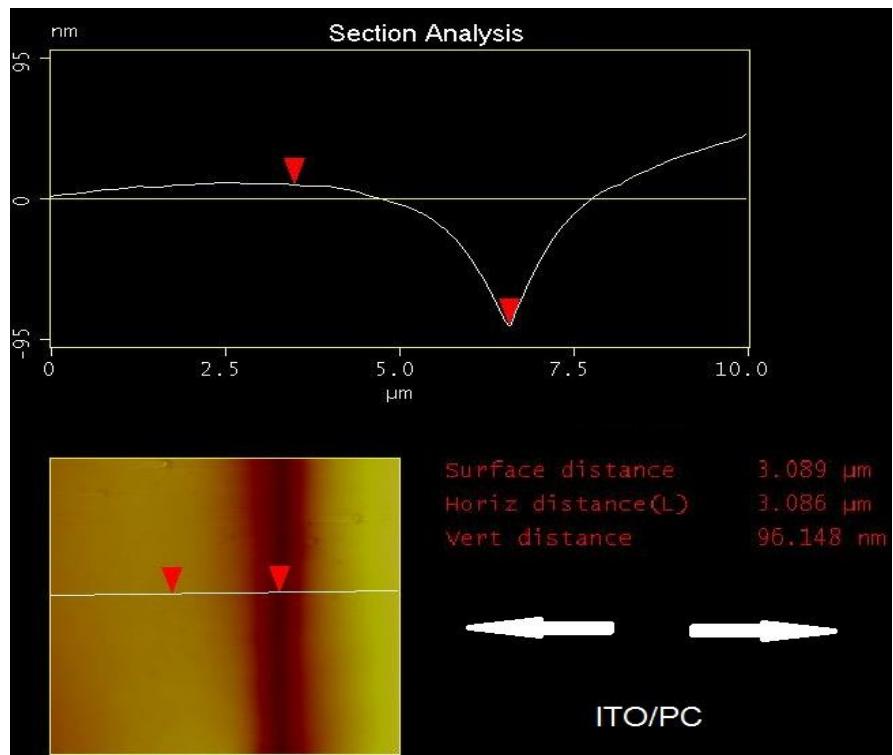 nm
Section Analysis
95
0
-95
0 2.5 5.0 7.5 10.0
µm
Surface distance 3.089 µm
Horiz distance(L) 3.086 µm
Vert distance 96.148 nm
ITO/PC